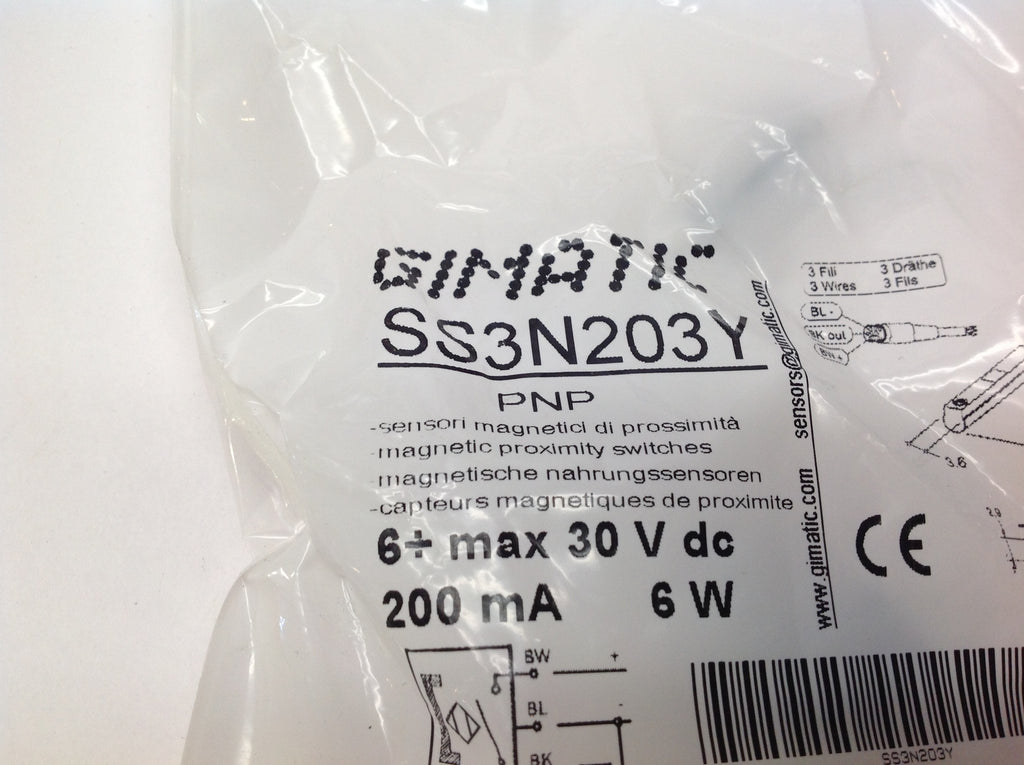 GIMATIC
SS3N203Y
PNP
-sensori magnetici di prossimità
-magnetic proximity switches
-magnetische nahrungssensoren
-capteurs magnetiques de proximite
6÷ max 30 V dc
200 mA 6 W
www.gimatic.com sensors@gimatic.com
3 Fili 3 Dräthe
3 Wires 3 Fils
BL -
BK out
BW +
3.6
CE
BW +
BL -
BK
SS3N203Y